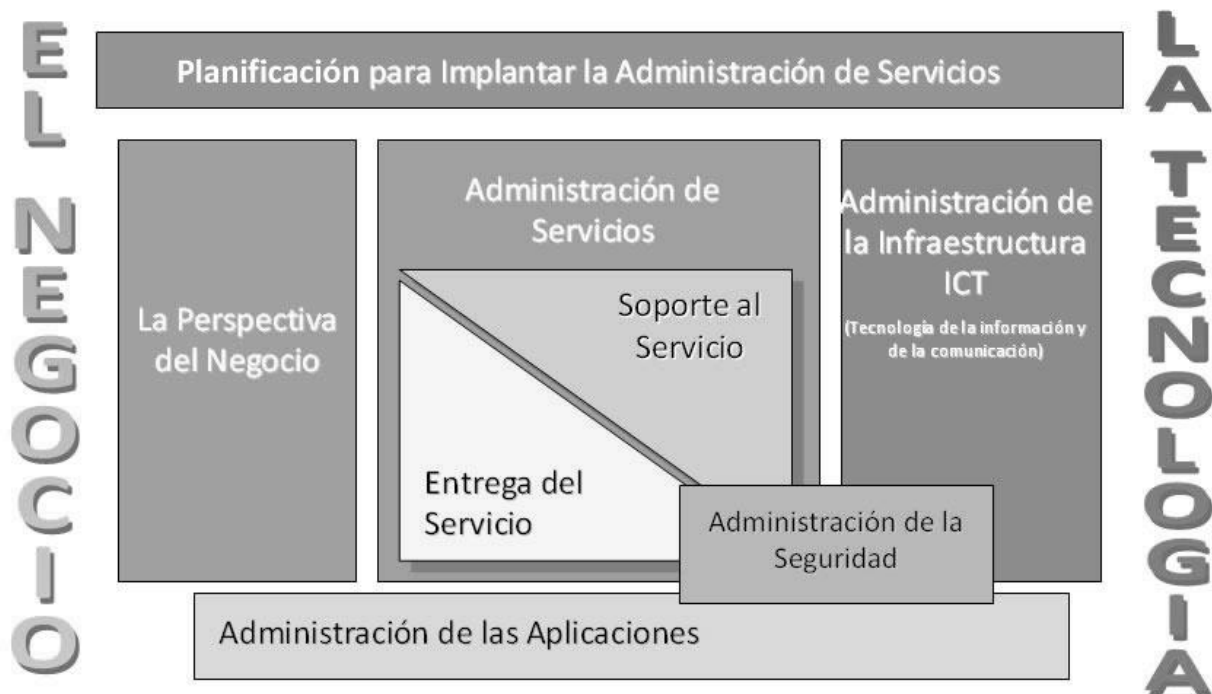 EL NEGOCIO
Planificación para Implantar la Administración de Servicios
La Perspectiva
del Negocio
Administración de
Servicios
Soporte al
Servicio
Entrega del
Servicio
Administración de
la Infraestructura
ICT
(Tecnología de la información y
de la comunicación)
Administración de la
Seguridad
Administración de las Aplicaciones
LA TECNOLOGIA